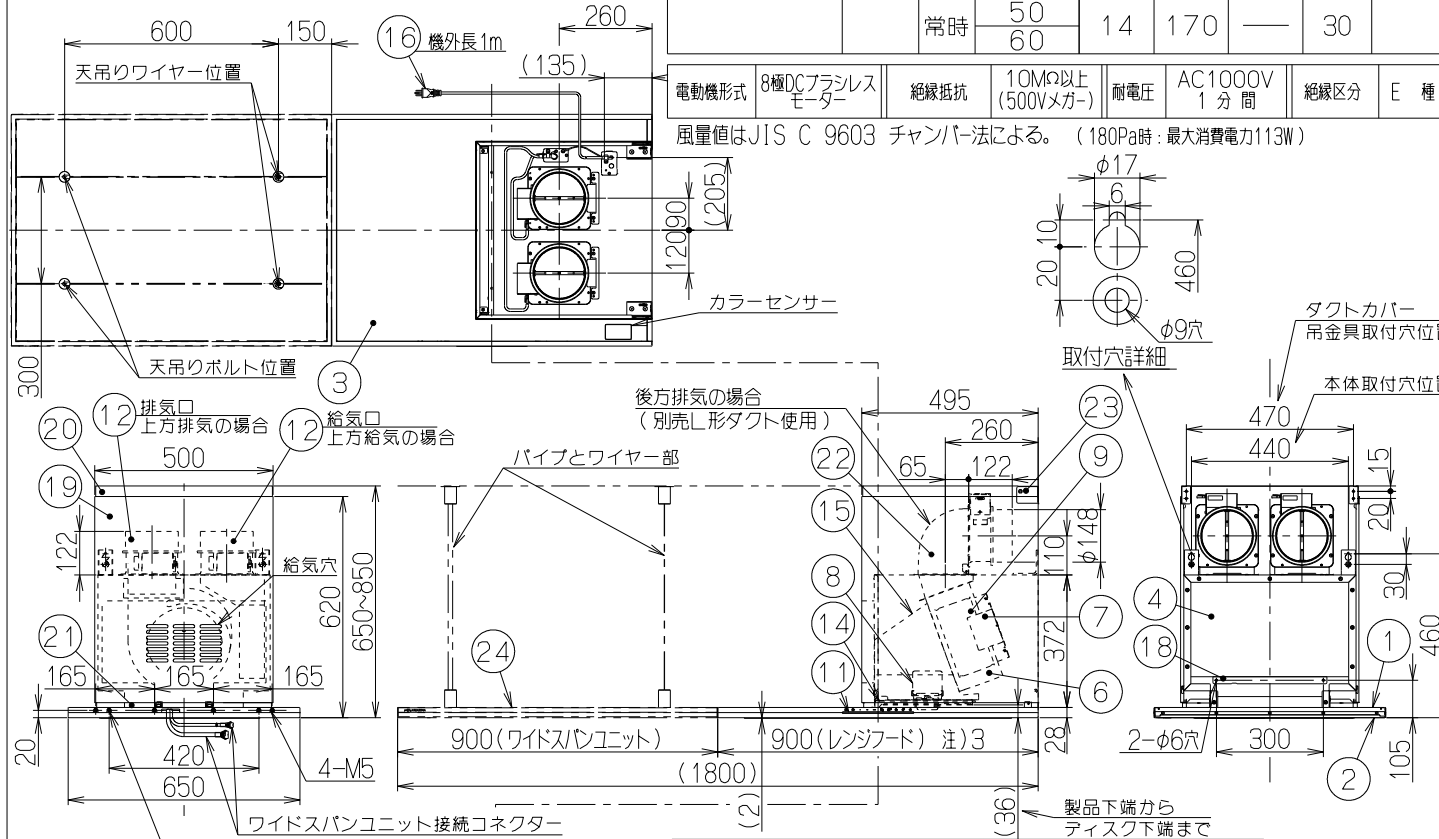 常時 50 14 170 — 30
60
電動機形式 8極DCブラシレス 絶縁抵抗 10MΩ以上 耐電圧 AC1000V 絶縁区分 E 種
モーター (500Vメガー) 1 分 間
風量値はJIS C 9603 チャンバー法による。 (180Pa時:最大消費電力113W)
600
150
260
16 機外長1m
(135)
天吊りワイヤー位置
300
天吊りボルト位置
3
90
120
(205)
カラーセンサー
φ17
6
10
20
460
φ9穴
取付穴詳細
ダクトカバー
吊金具取付穴位置
本体取付穴位置
12 排気口
上方排気の場合
12 給気口
上方給気の場合
20
19
500
122
給気穴
620
650~850
21
165
165
165
20
420
650
4-M5
ワイドスパンユニット接続コネクター
パイプとワイヤー部
24
後方排気の場合
(別売L形ダクト使用)
495
260
65
122
23
22
9
15
8
14
11
7
6
110
φ148
372
28
900(ワイドスパンユニット)
900(レンジフード) 注)3
(1800)
(2)
(36)
製品下端から
ディスク下端まで
470
440
15
20
30
460
4
18
1
2-φ6穴
300
105
2